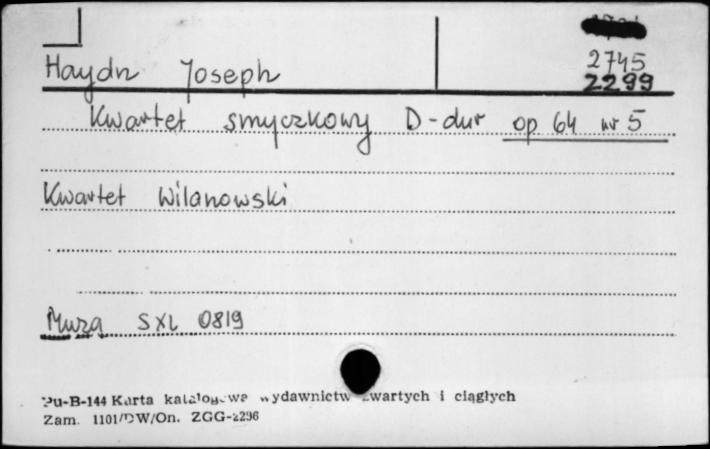 2745
Haydn Joseph 2299
Kwartet smyczkowy D-dur op 64 nr 5
Kwartet Wilanowski
Muza SXL 0819
Pu-B-144 Karta katalogowa wydawnictw zwartych i ciągłych
Zam. 1101/DW/On. ZGG-2296